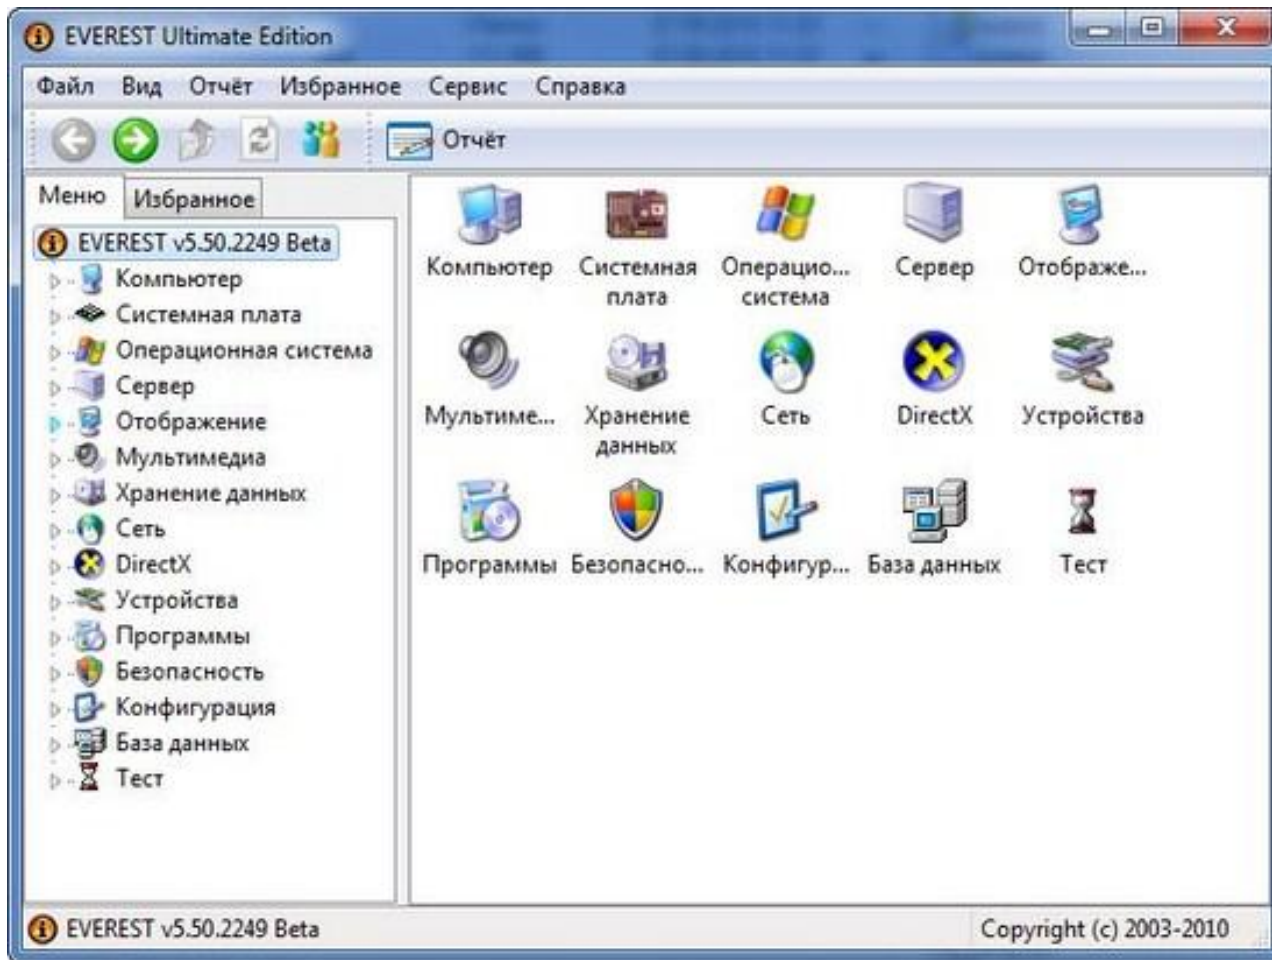 EVEREST Ultimate Edition
Файл Вид Отчёт Избранное Сервис Справка
Отчёт
Меню Избранное
EVEREST v5.50.2249 Beta
Компьютер
Системная плата
Операционная система
Сервер
Отображение
Мультимедиа
Хранение данных
Сеть
DirectX
Устройства
Программы
Безопасность
Конфигурация
База данных
Тест
Компьютер Системная плата Операцио... система Сервер Отображе...
Мультиме... Хранение данных Сеть DirectX Устройства
Программы Безопасно... Конфигур... База данных Тест
EVEREST v5.50.2249 Beta
Copyright (c) 2003-2010